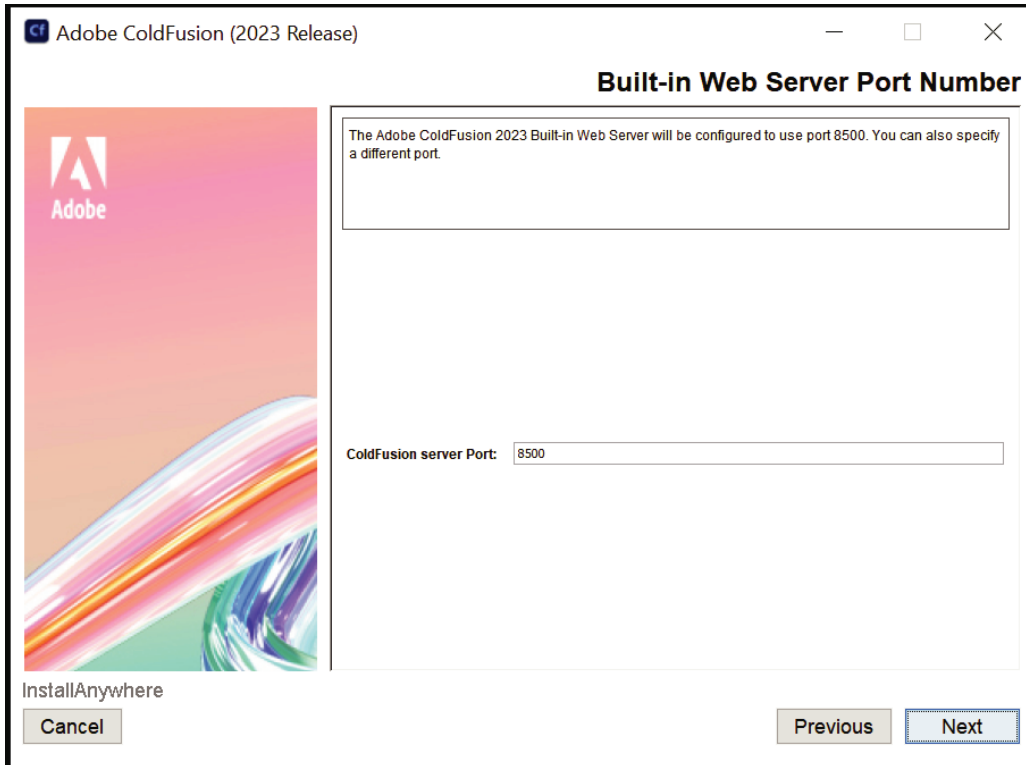 Cf Adobe ColdFusion (2023 Release)
Built-in Web Server Port Number
Adobe
The Adobe ColdFusion 2023 Built-in Web Server will be configured to use port 8500. You can also specify
a different port.
ColdFusion server Port: 8500
InstallAnywhere
Cancel Previous Next